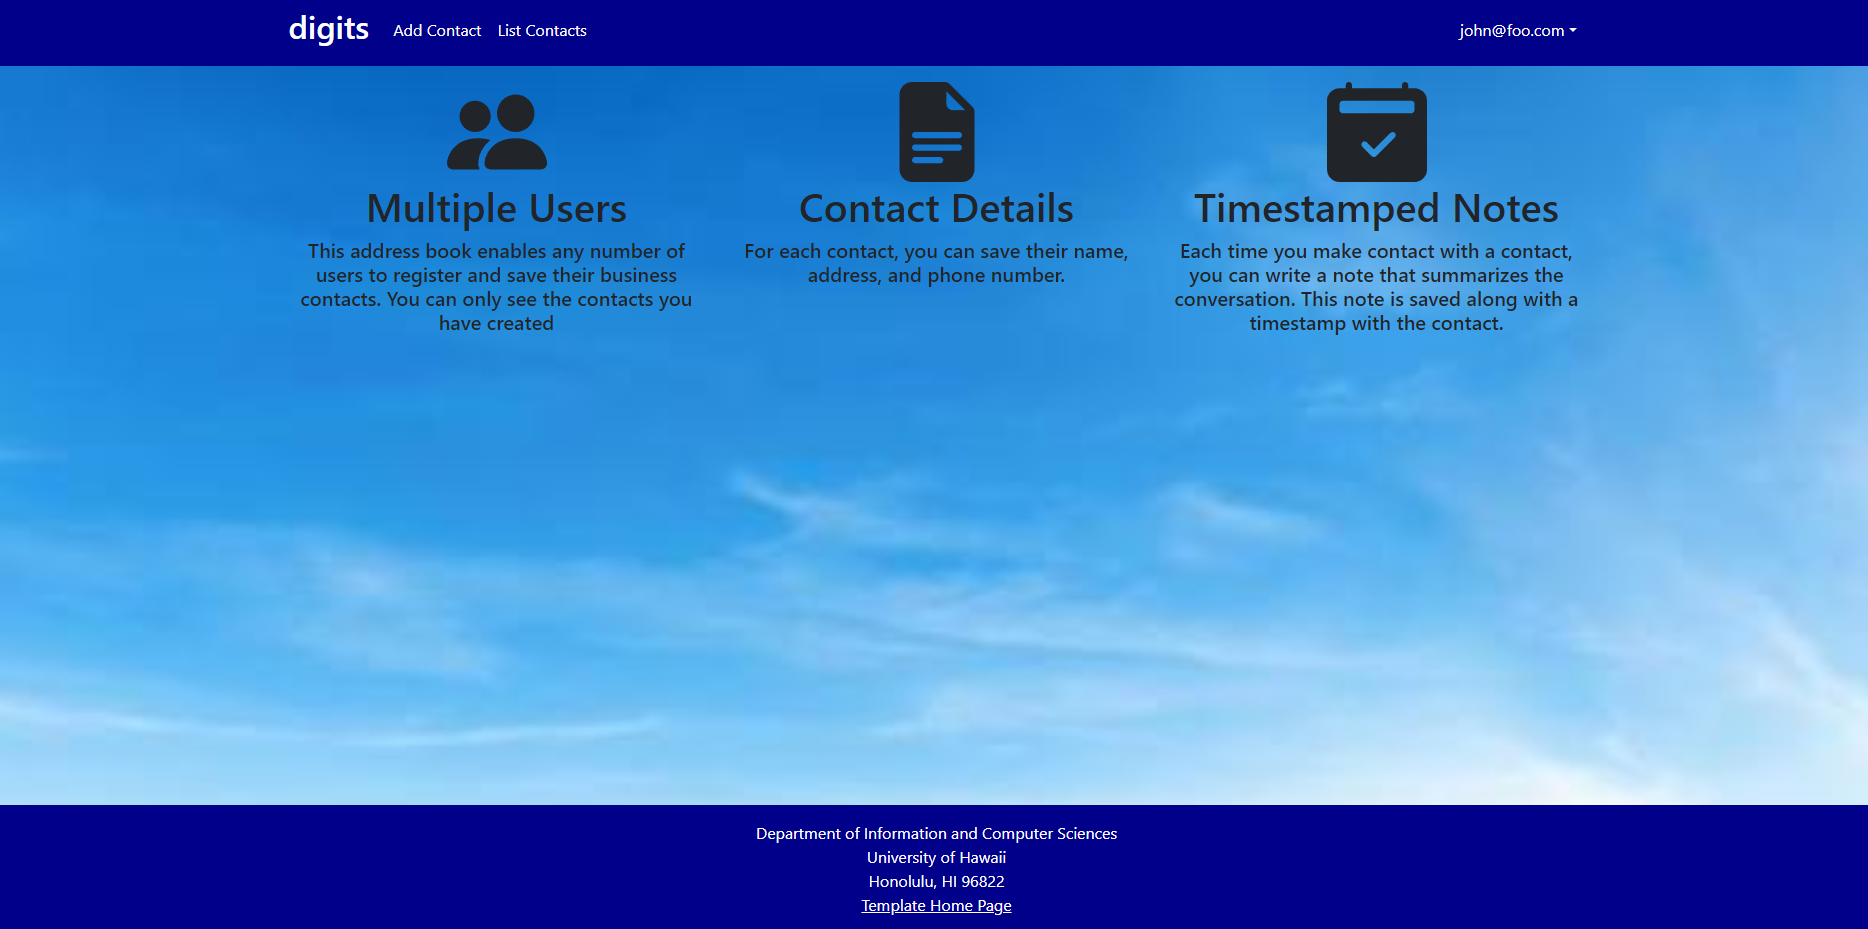 digits
Add Contact
List Contacts
john@foo.com
Multiple Users
This address book enables any number of
users to register and save their business
contacts. You can only see the contacts you
have created
Contact Details
For each contact, you can save their name,
address, and phone number.
Timestamped Notes
Each time you make contact with a contact,
you can write a note that summarizes the
conversation. This note is saved along with a
timestamp with the contact.
Department of Information and Computer Sciences
University of Hawaii
Honolulu, HI 96822
Template Home Page